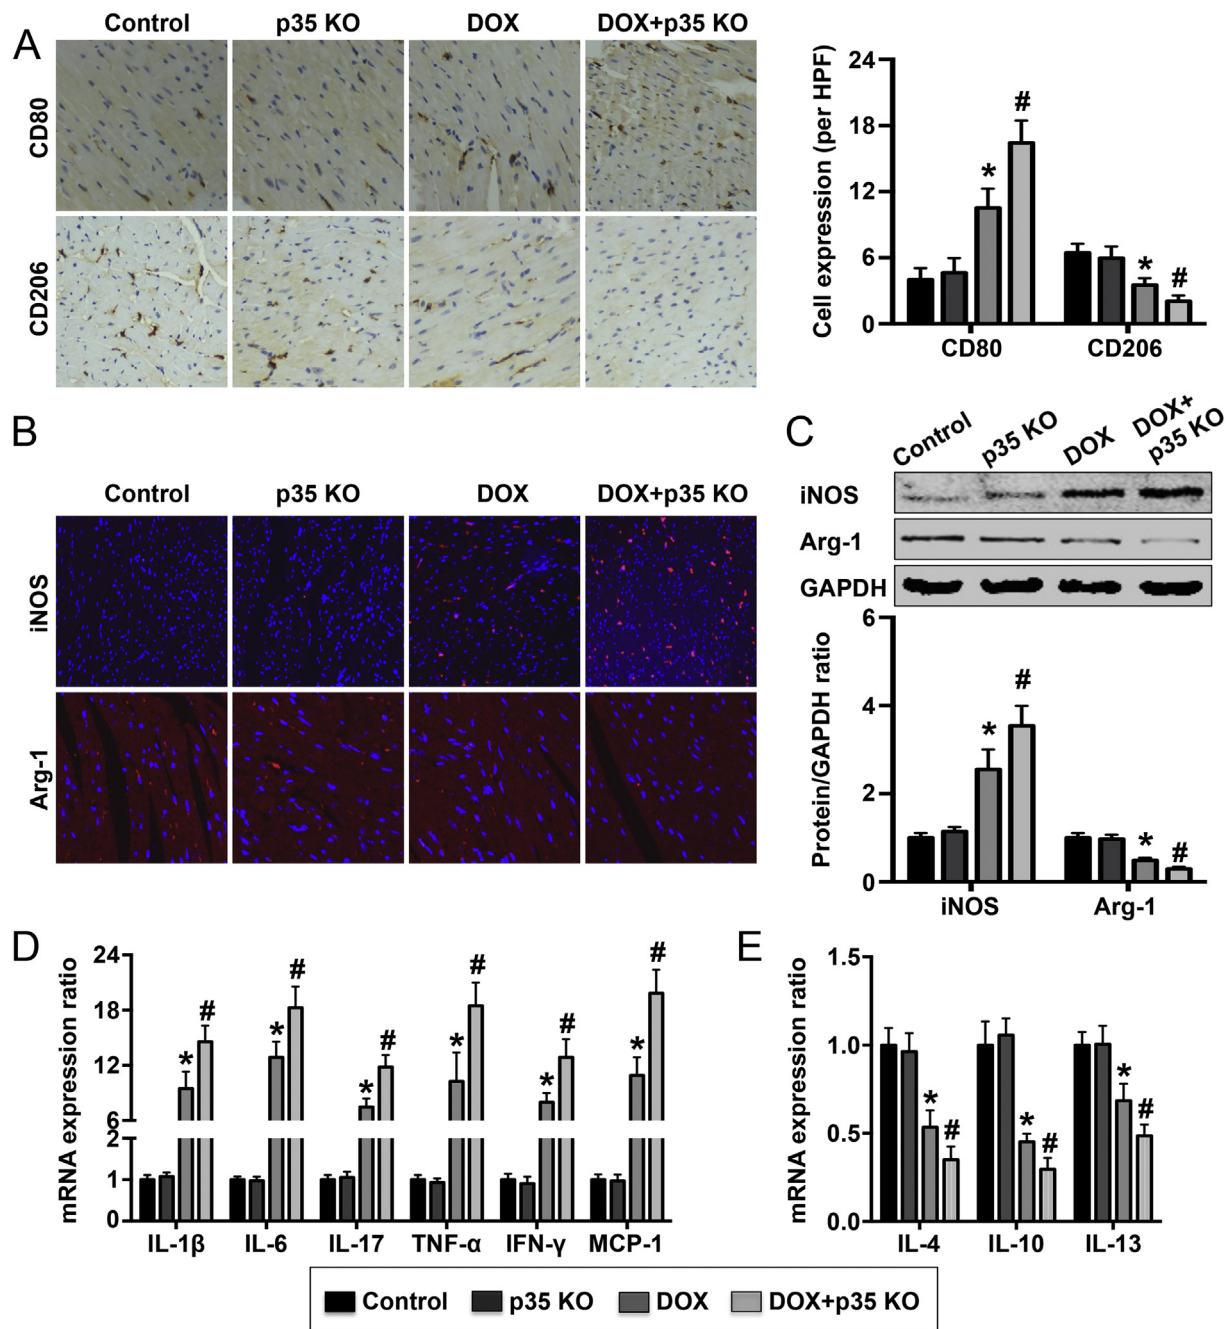 A
Control p35 KO DOX DOX+p35 KO
CD80
CD206
Cell expression (per HPF)
24
18
12
6
0
*
#
*
#
CD80 CD206
B
Control p35 KO DOX DOX+p35 KO
iNOS
Arg-1
C
Control p35 KO DOX DOX+
p35 KO
iNOS
Arg-1
GAPDH
Protein/GAPDH ratio
6
4
2
0
*
#
*
#
iNOS Arg-1
D
mRNA expression ratio
24
18
12
6
2
1
0
* # * # * # * # * # * #
IL-1β IL-6 IL-17 TNF-α IFN-γ MCP-1
E
mRNA expression ratio
1.5
1.0
0.5
0.0
* # * # * #
IL-4 IL-10 IL-13
Control p35 KO DOX DOX+p35 KO